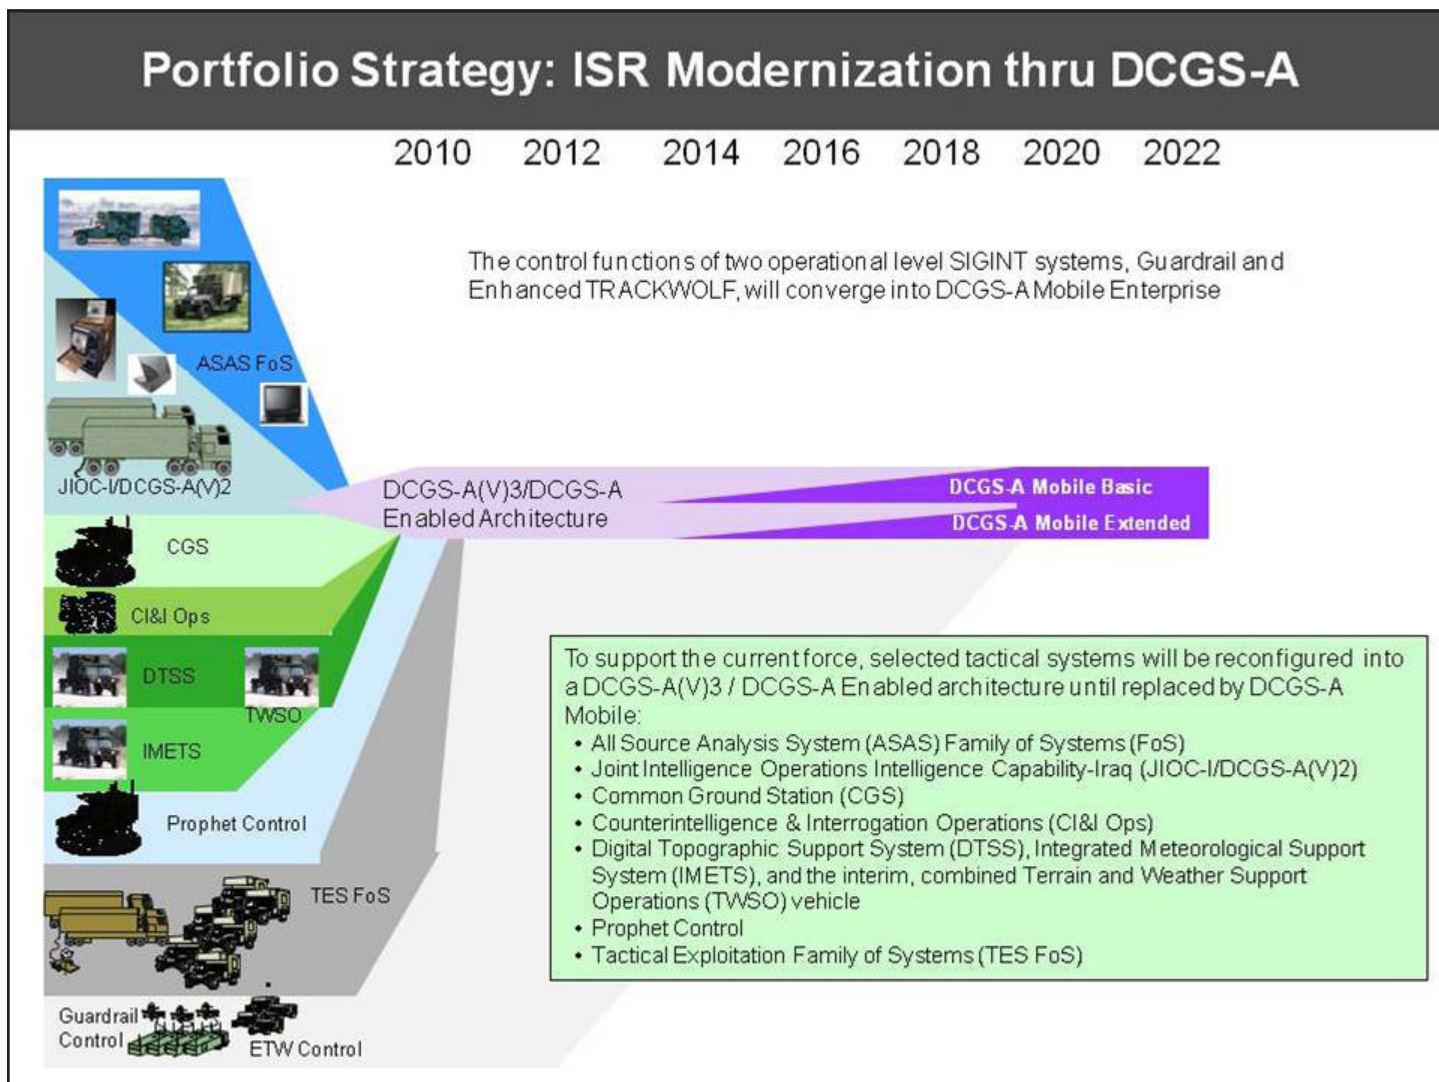 Portfolio Strategy: ISR Modernization thru DCGS-A
2010 2012 2014 2016 2018 2020 2022
The control functions of two operational level SIGINT systems, Guardrail and
Enhanced TRACKWOLF, will converge into DCGS-A Mobile Enterprise
ASAS FoS
JIOC-I/DCGS-A(V)2
DCGS-A(V)3/DCGS-A
Enabled Architecture
DCGS-A Mobile Basic
DCGS-A Mobile Extended
CGS
CI&I Ops
DTSS
TWSO
IMETS
Prophet Control
TES FoS
Guardrail
Control
ETW Control
To support the current force, selected tactical systems will be reconfigured into
a DCGS-A(V)3 / DCGS-A Enabled architecture until replaced by DCGS-A
Mobile:
• All Source Analysis System (ASAS) Family of Systems (FoS)
• Joint Intelligence Operations Intelligence Capability-Iraq (JIOC-I/DCGS-A(V)2)
• Common Ground Station (CGS)
• Counterintelligence & Interrogation Operations (CI&I Ops)
• Digital Topographic Support System (DTSS), Integrated Meteorological Support
System (IMETS), and the interim, combined Terrain and Weather Support
Operations (TWSO) vehicle
• Prophet Control
• Tactical Exploitation Family of Systems (TES FoS)